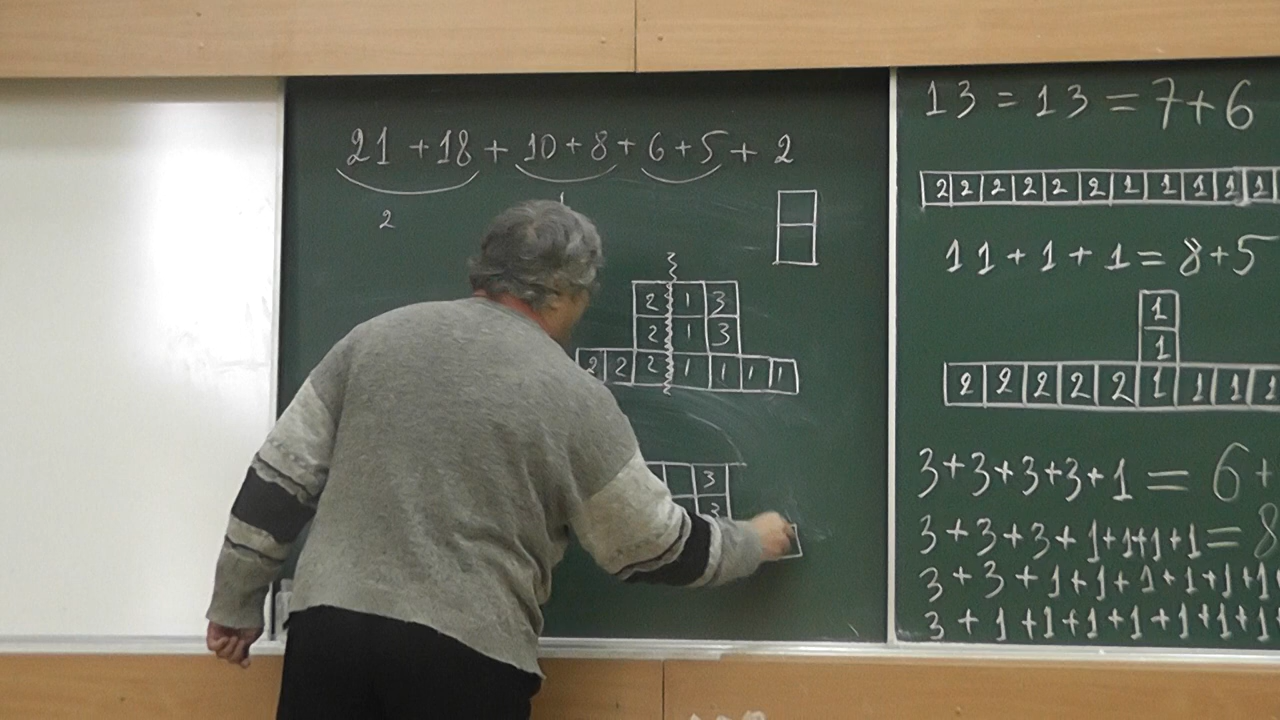 21 + 18 + 10 + 8 + 6 + 5 + 2
2
2 1 3
2 1 3
2 2 2 1 1 1 1
3
3
13 = 13 = 7 + 6
2 2 2 2 2 2 1 1 1 1 1
11 + 1 + 1 = 8 + 5
1
1
2 2 2 2 2 1 1 1 1
3 + 3 + 3 + 3 + 1 = 6 +
3 + 3 + 3 + 1 + 1 + 1 + 1 = 8
3 + 3 + 1 + 1 + 1 + 1 + 1 + 1
3 + 1 + 1 + 1 + 1 + 1 + 1 + 1